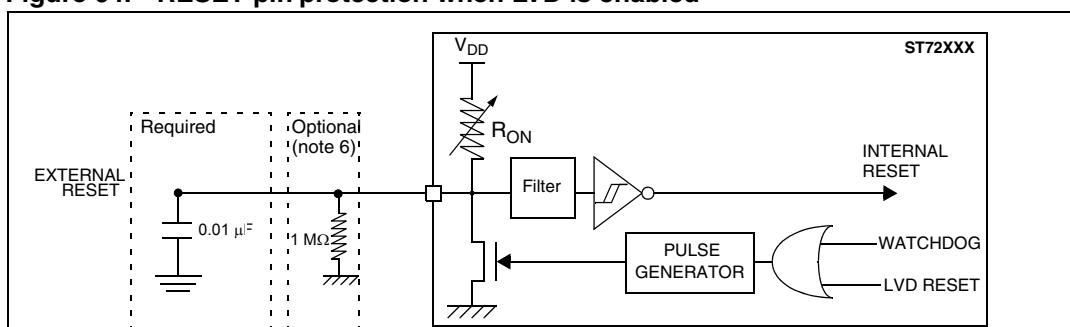 Figure 64. RESET pin protection when LVD is enabled
VDD
ST72XXX
Required
Optional
(note 6)
RON
EXTERNAL
RESET
Filter
INTERNAL
RESET
0.01 μF
1 MΩ
PULSE
GENERATOR
WATCHDOG
LVD RESET